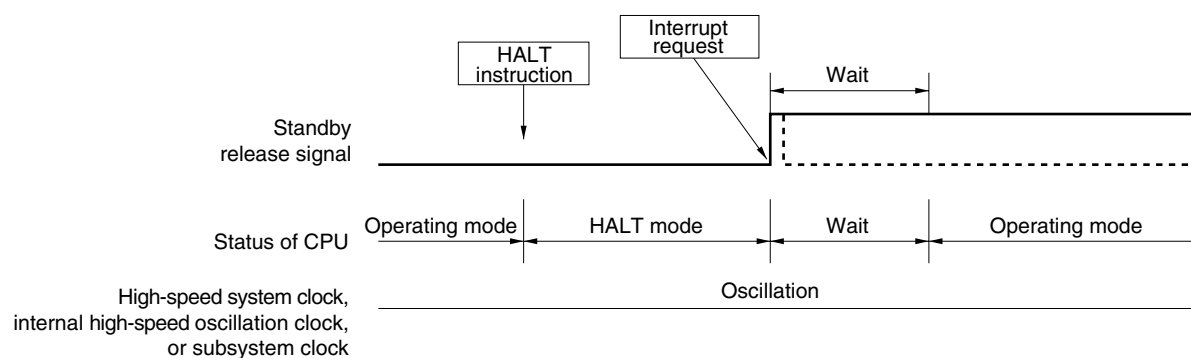 Interrupt
request
HALT
instruction
Wait
Standby
release signal
Status of CPU
Operating mode
HALT mode
Wait
Operating mode
High-speed system clock,
internal high-speed oscillation clock,
or subsystem clock
Oscillation